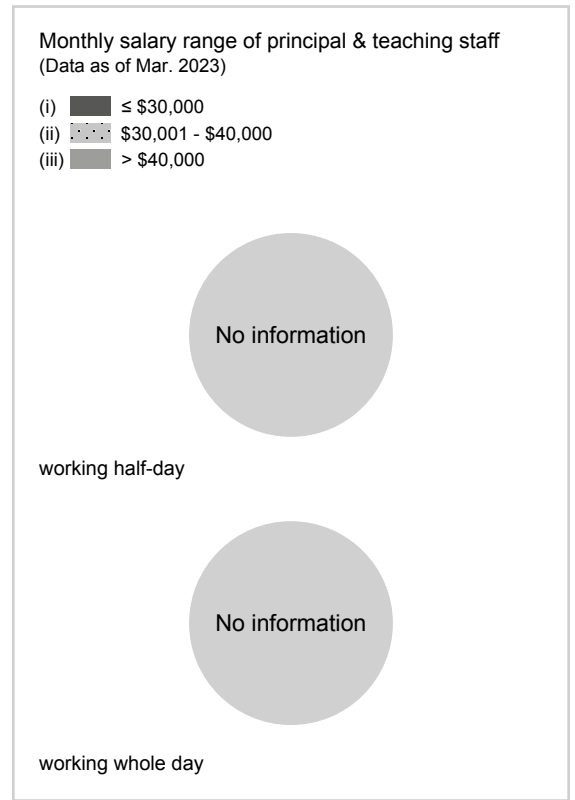 Monthly salary range of principal & teaching staff
(Data as of Mar. 2023)
(i) ≤ $30,000
(ii) $30,001 - $40,000
(iii) > $40,000
No information
working half-day
No information
working whole day